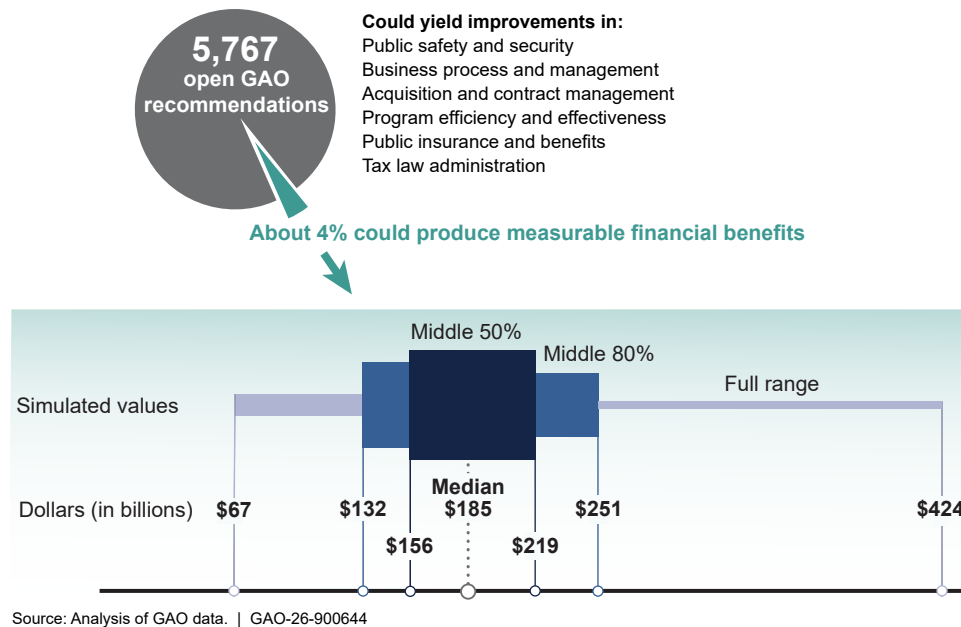 5,767
open GAO
recommendations
Could yield improvements in:
Public safety and security
Business process and management
Acquisition and contract management
Program efficiency and effectiveness
Public insurance and benefits
Tax law administration
About 4% could produce measurable financial benefits
Middle 50%
Middle 80%
Full range
Simulated values
Median
Dollars (in billions) $67 $132 $185 $251 $424
$156 $219
Source: Analysis of GAO data. | GAO-26-900644